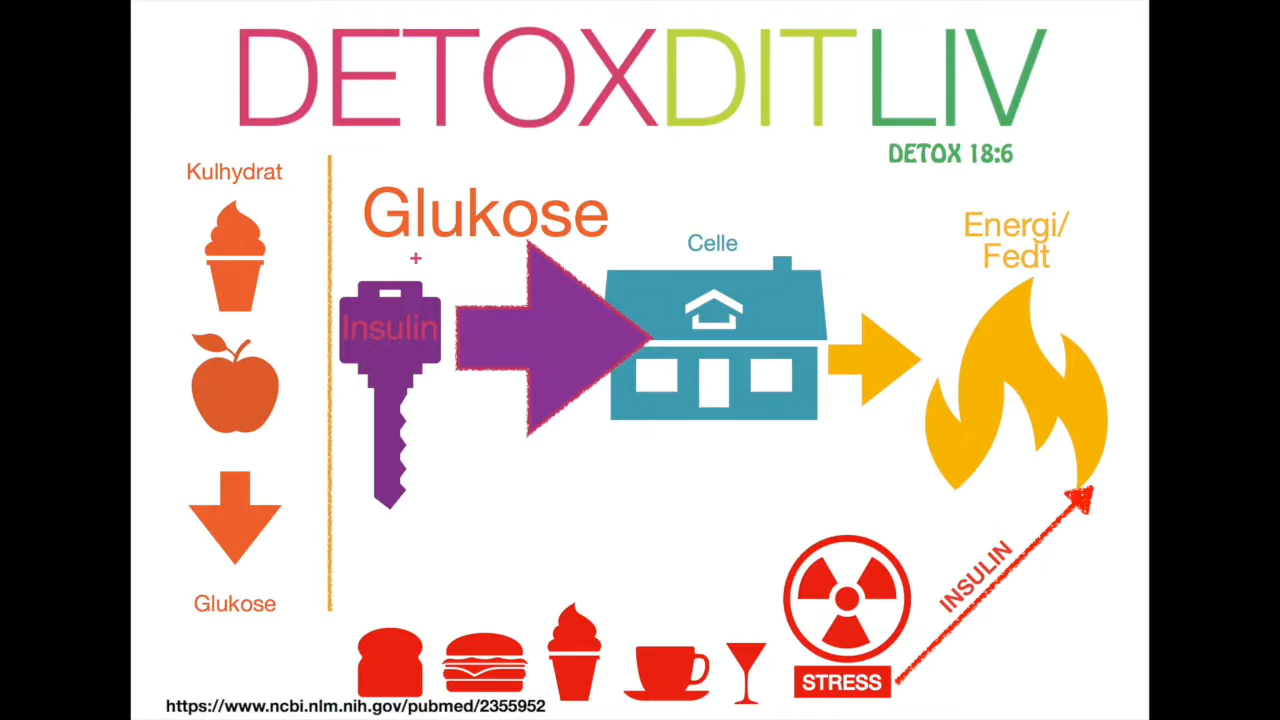 DETOXDITLIV
DETOX 18:6
Kulhydrat
Glukose
Glukose
+
Insulin
Celle
Energi/
Fedt
INSULIN
STRESS
https://www.ncbi.nlm.nih.gov/pubmed/2355952